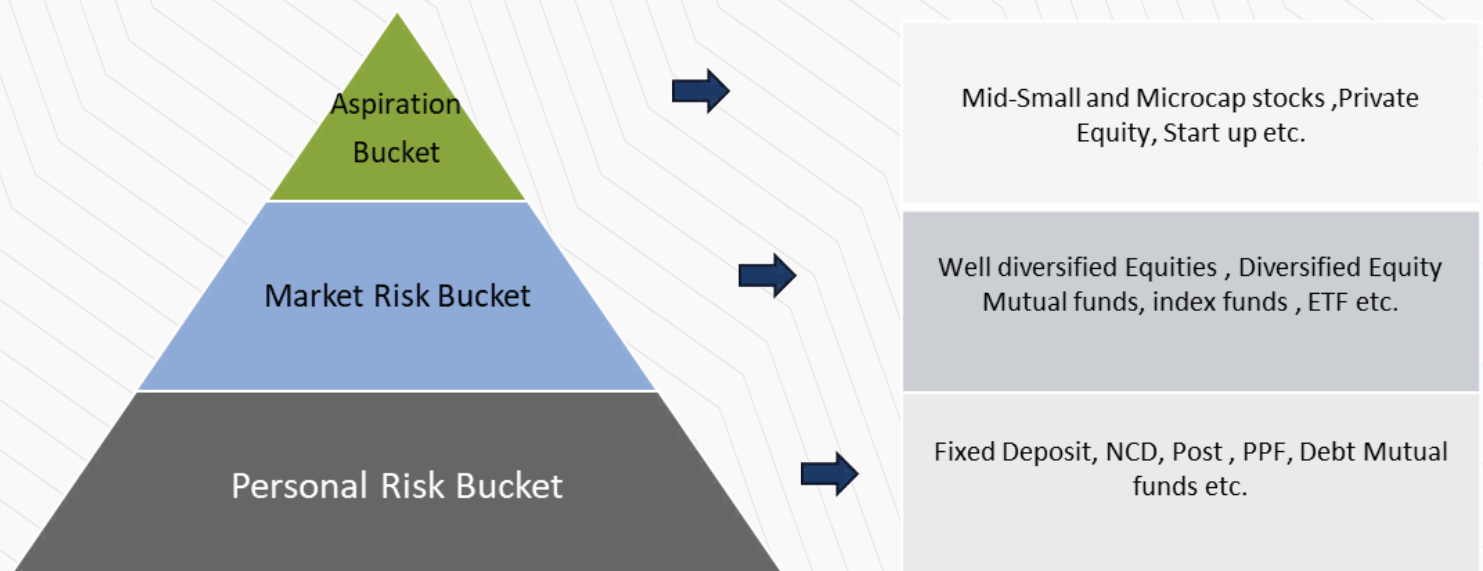 Aspiration
Bucket
Mid-Small and Microcap stocks ,Private
Equity, Start up etc.
Market Risk Bucket
Well diversified Equities , Diversified Equity
Mutual funds, index funds , ETF etc.
Personal Risk Bucket
Fixed Deposit, NCD, Post , PPF, Debt Mutual
funds etc.